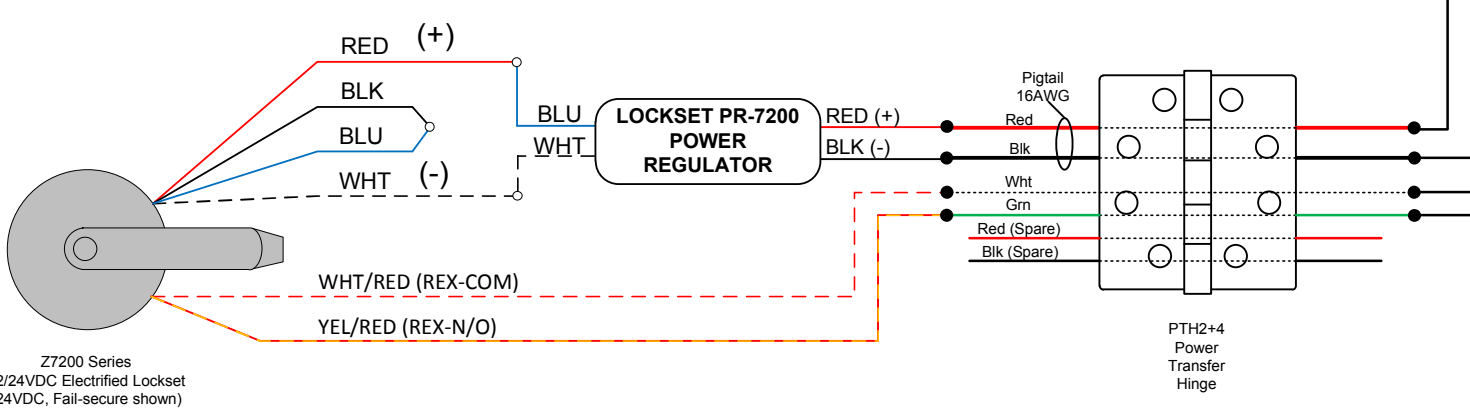 RED (+)
BLK
BLU
WHT (-)
BLU
WHT
LOCKSET PR-7200
POWER
REGULATOR
RED (+)
BLK (-)
Pigtail
16AWG
Red
Blk
Wht
Grn
Red (Spare)
Blk (Spare)
WHT/RED (REX-COM)
YEL/RED (REX-N/O)
Z7200 Series
2/24VDC Electrified Lockset
24VDC, Fail-secure shown)
PTH2+4
Power
Transfer
Hinge